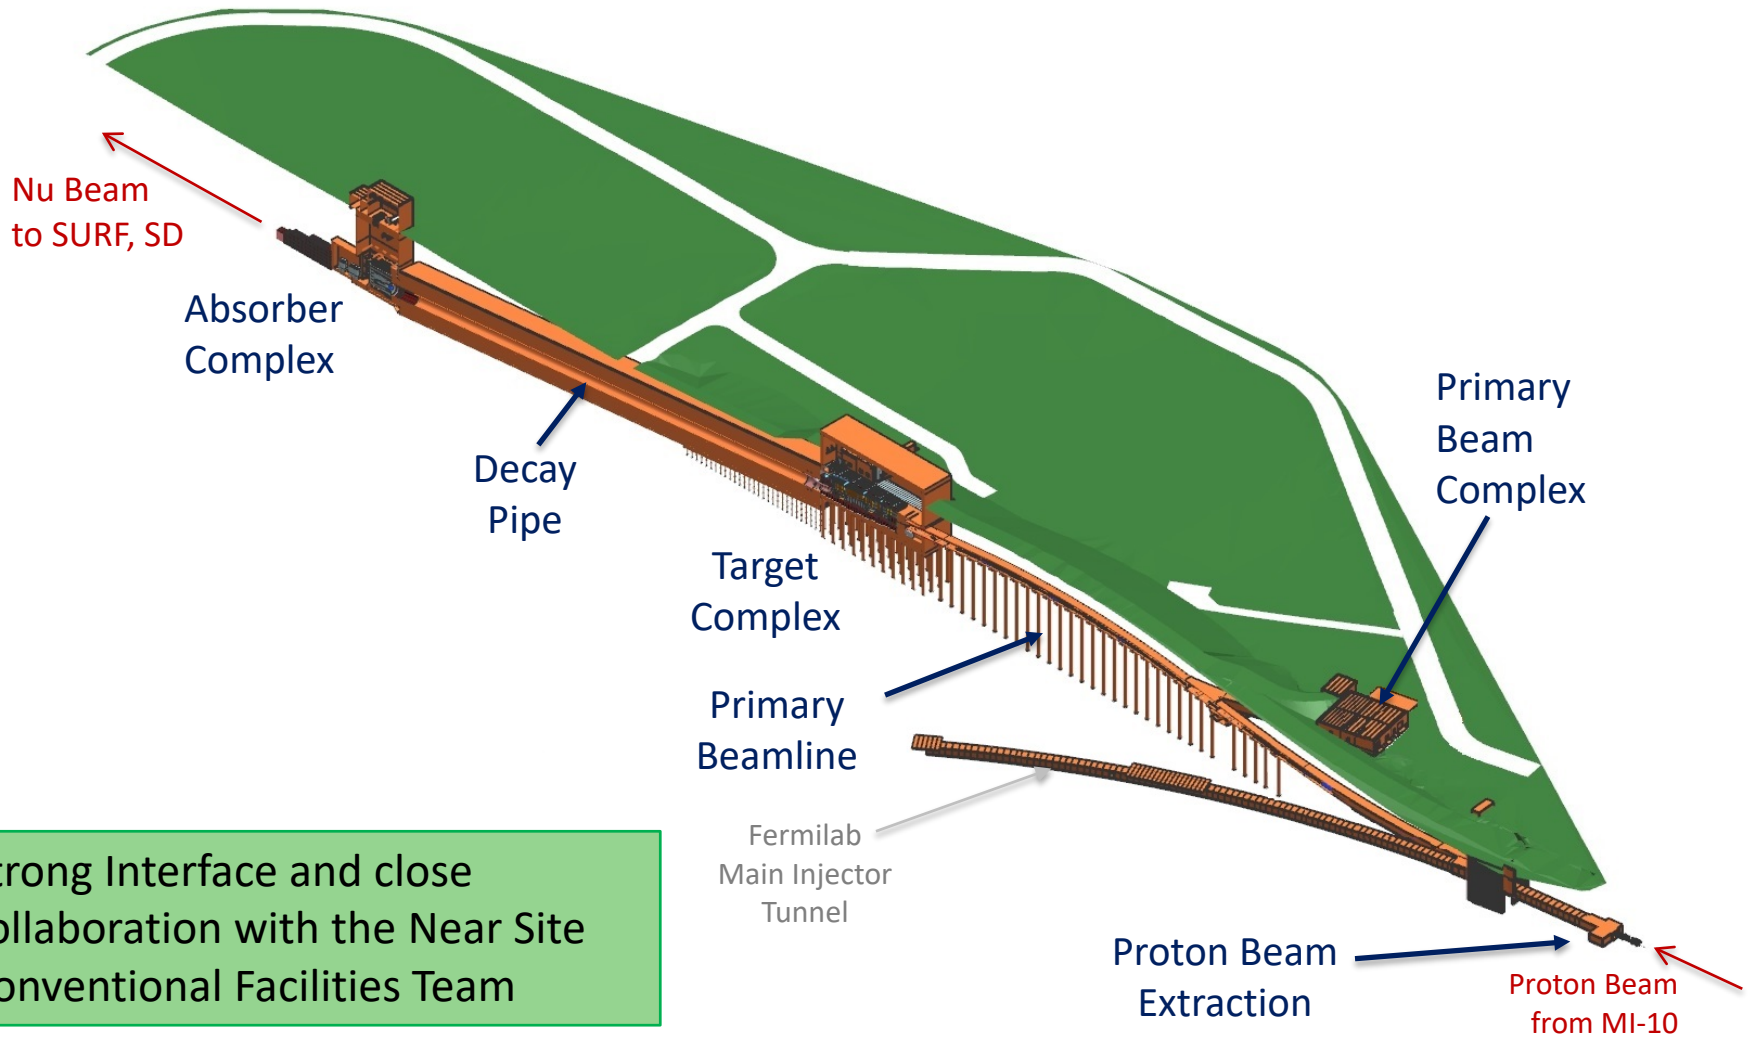 Nu Beam
to SURF, SD
Absorber
Complex
Decay
Pipe
Target
Complex
Primary
Beam
Complex
Primary
Beamline
Fermilab
Main Injector
Tunnel
Proton Beam
Extraction
Proton Beam
from MI-10
trong Interface and close
ollaboration with the Near Site
onventional Facilities Team